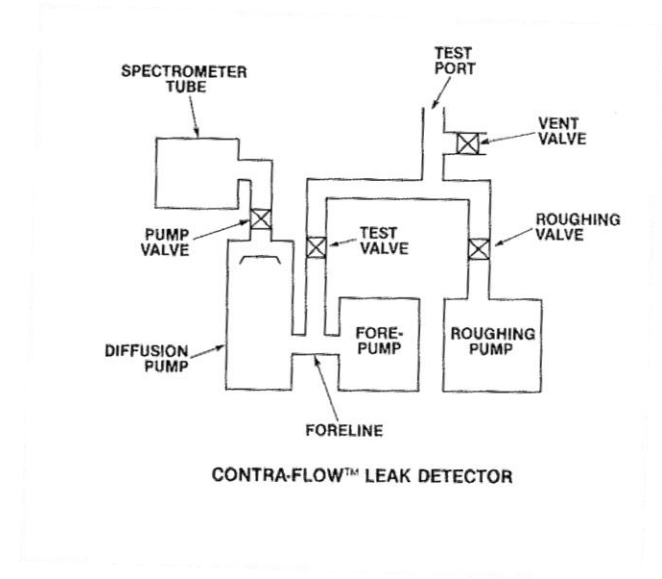 TEST
PORT
SPECTROMETER
TUBE
VENT
VALVE
PUMP
VALVE
TEST
VALVE
ROUGHING
VALVE
DIFFUSION
PUMP
FORE-
PUMP
ROUGHING
PUMP
FORELINE
CONTRA-FLOW™ LEAK DETECTOR